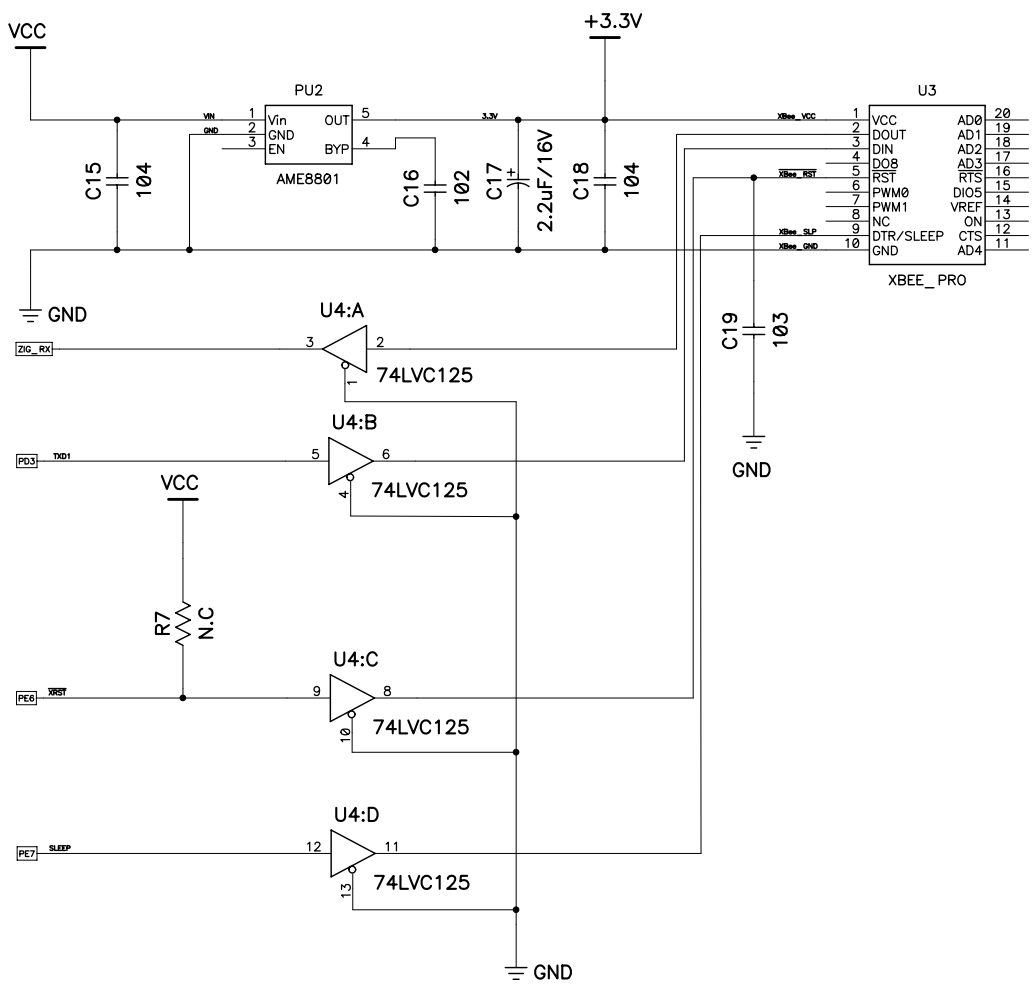 VCC
+3.3V
PU2
U3
VIN 1 Vin OUT 5 3.3V
GND 2 GND
3 EN BYP 4
AME8801
C15
104
C16
102
C17
2.2uF/16V
C18
104
XBee_VCC 1 VCC AD0 20
2 DOUT AD1 19
3 DIN AD2 18
4 DO8 AD3 17
XBee_RST 5 RST RTS 16
6 PWM0 DIO5 15
7 PWM1 VREF 14
8 NC ON 13
XBee_SLP 9 DTR/SLEEP CTS 12
XBee_GND 10 GND AD4 11
XBEE_PRO
GND
U4:A
ZIG_RX 3 2
1
74LVC125
C19
103
GND
U4:B
PD3 TXD1 5 6
4
74LVC125
VCC
R7
N.C
U4:C
PE6 XRST 9 8
10
74LVC125
U4:D
PE7 SLEEP 12 11
13
74LVC125
GND